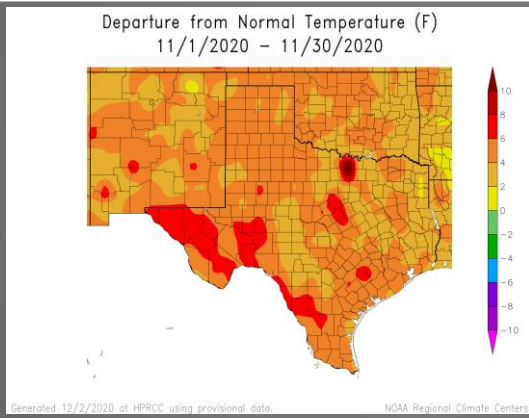 Departure from Normal Temperature (F)
11/1/2020 – 11/30/2020
10
8
6
4
2
0
−2
−4
−6
−8
−10
Generated 12/2/2020 at HPRCC using provisional data.
NOAA Regional Climate Centers